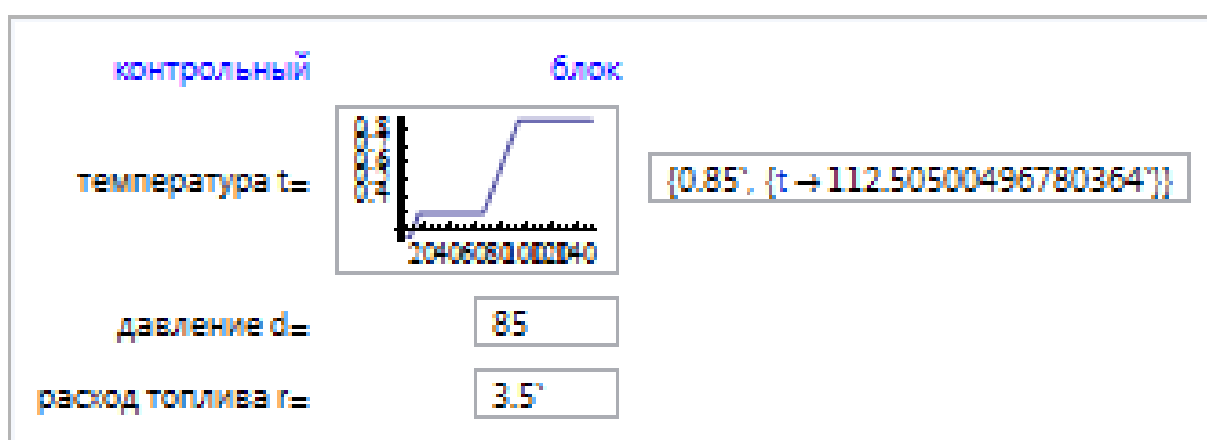 контрольный блок
температура t= {0.85`, {t → 112.50500496780364`}}
давление d= 85
расход топлива r= 3.5`